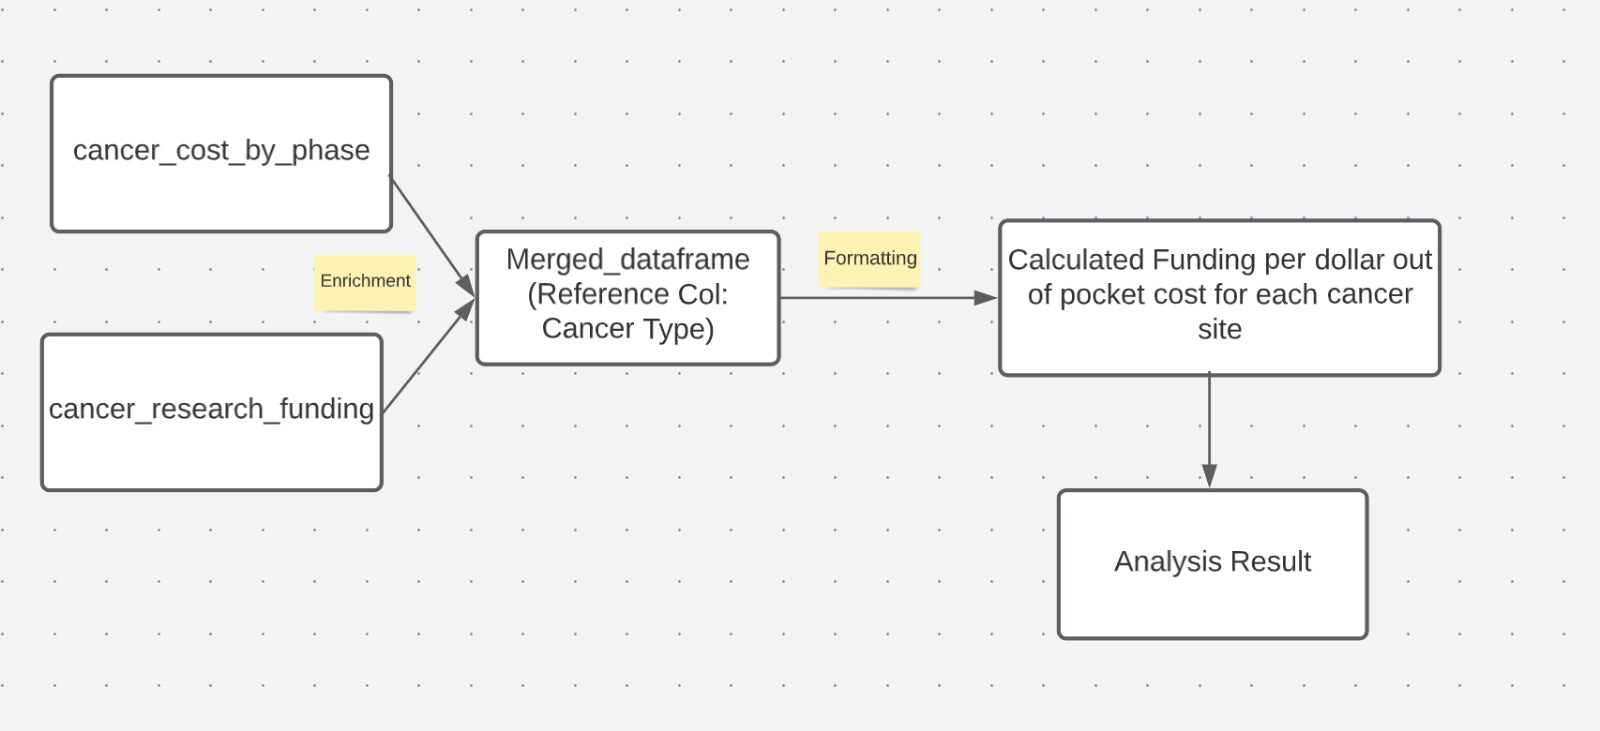 cancer_cost_by_phase
Enrichment
cancer_research_funding
Merged_dataframe
(Reference Col:
Cancer Type)
Formatting
Calculated Funding per dollar out
of pocket cost for each cancer
site
Analysis Result